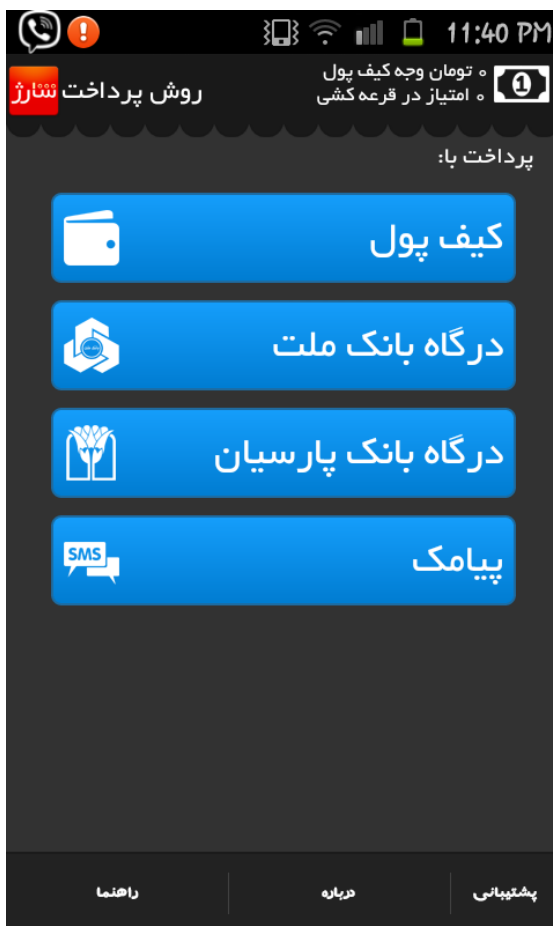 11:40 PM
۰ تومان وجه کیف پول
۰ امتیاز در قرعه کشی
1
روش پرداخت
شارژ
پرداخت با:
کیف پول
درگاه بانک ملت
درگاه بانک پارسیان
پیامک
SMS
پشتیبانی
درباره
راهنما